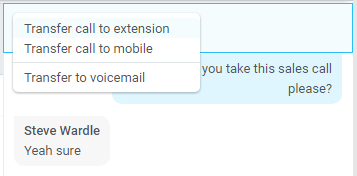 Transfer call to extension
Transfer call to mobile
Transfer to voicemail
you take this sales call
please?
Steve Wardle
Yeah sure